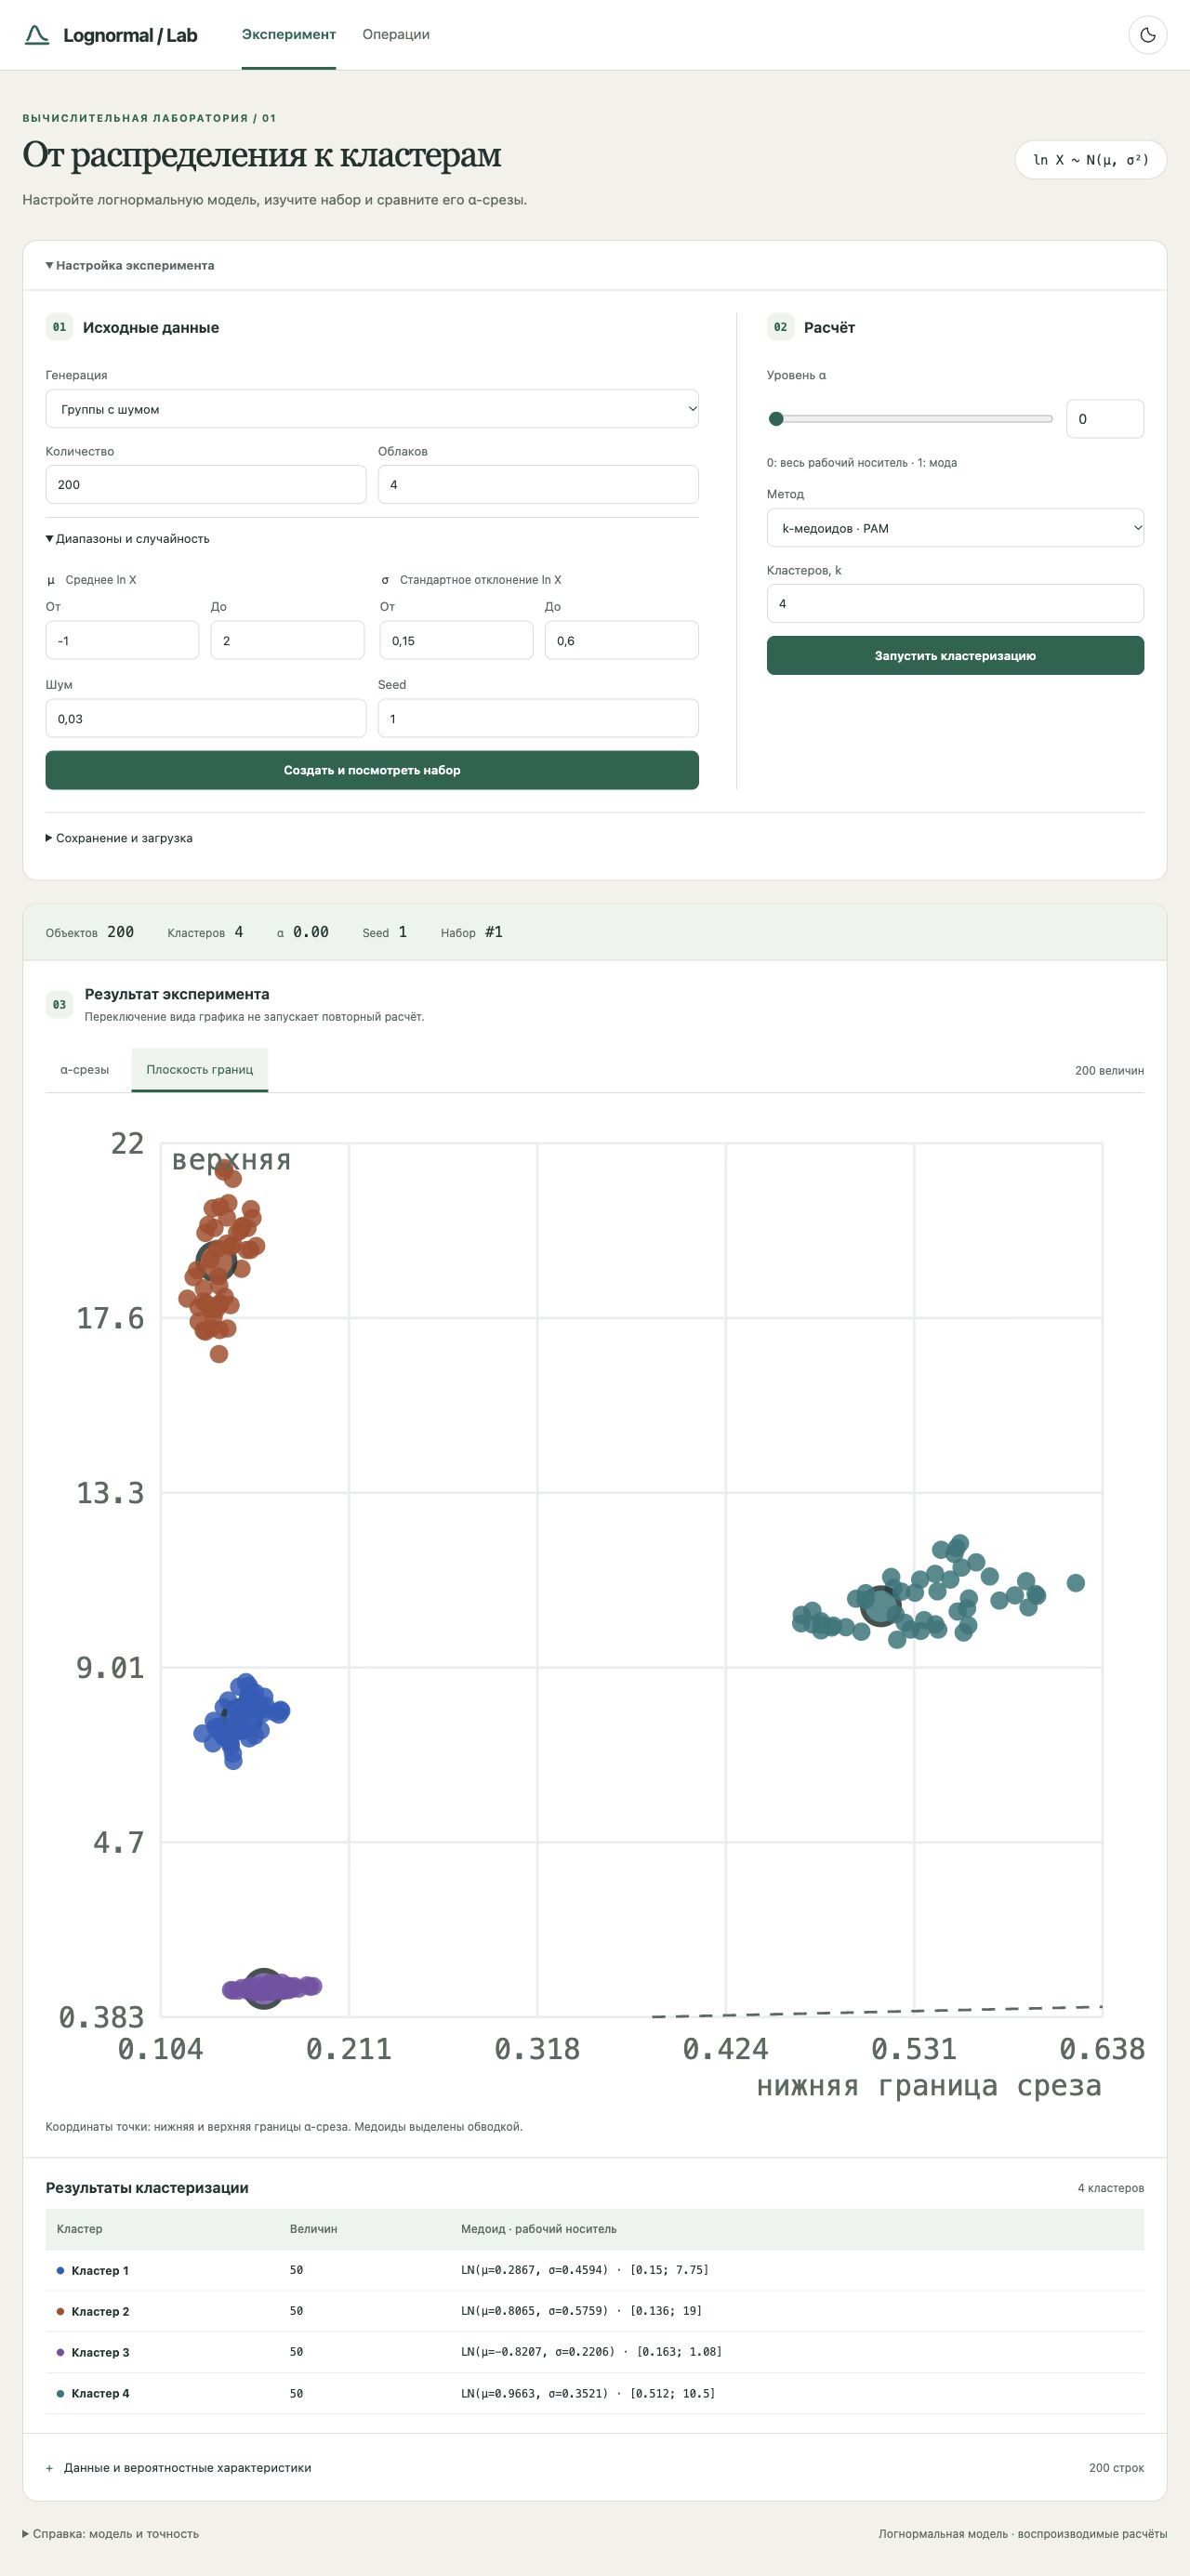 Lognormal / Lab
Эксперимент
Операции
ВЫЧИСЛИТЕЛЬНАЯ ЛАБОРАТОРИЯ / 01
От распределения к кластерам
ln X ~ N(μ, σ²)
Настройте логнормальную модель, изучите набор и сравните его α-срезы.
▼ Настройка эксперимента
01 Исходные данные
Генерация
Группы с шумом
Количество
Облаков
200
4
▼ Диапазоны и случайность
μ Среднее ln X
σ Стандартное отклонение ln X
От
До
От
До
-1
2
0,15
0,6
Шум
Seed
0,03
1
Создать и посмотреть набор
02 Расчёт
Уровень α
0
0: весь рабочий носитель · 1: мода
Метод
k-медоидов · PAM
Кластеров, k
4
Запустить кластеризацию
▶ Сохранение и загрузка
Объектов 200 Кластеров 4 α 0.00 Seed 1 Набор #1
03 Результат эксперимента
Переключение вида графика не запускает повторный расчёт.
α-срезы
Плоскость границ
200 величин
22
верхняя
17.6
13.3
9.01
4.7
0.383
0.104 0.211 0.318 0.424 0.531 0.638
нижняя граница среза
Координаты точки: нижняя и верхняя границы α-среза. Медоиды выделены обводкой.
Результаты кластеризации
4 кластеров
Кластер Величин Медоид · рабочий носитель
Кластер 1 50 LN(μ=0.2867, σ=0.4594) · [0.15; 7.75]
Кластер 2 50 LN(μ=0.8065, σ=0.5759) · [0.136; 19]
Кластер 3 50 LN(μ=−0.8207, σ=0.2206) · [0.163; 1.08]
Кластер 4 50 LN(μ=0.9663, σ=0.3521) · [0.512; 10.5]
+ Данные и вероятностные характеристики
200 строк
▶ Справка: модель и точность
Логнормальная модель · воспроизводимые расчёты